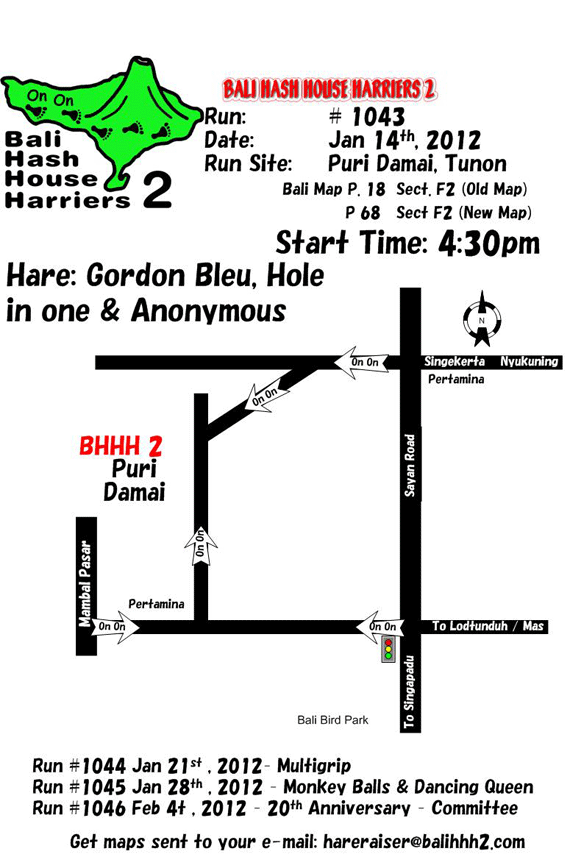 On On
Bali
Hash
House
Harriers 2
BALI HASH HOUSE HARRIERS 2
Run: # 1043
Date: Jan 14th, 2012
Run Site: Puri Damai, Tunon
Bali Map P. 18 Sect. F2 (Old Map)
P 68 Sect F2 (New Map)
Start Time: 4:30pm
Hare: Gordon Bleu, Hole
in one & Anonymous
N
On On
Singekerta Nyukuning
Pertamina
On On
BHHH 2
Puri
Damai
Sayan Road
On On
Mambal Pasar
Pertamina
On On
On On
To Lodtunduh / Mas
To Singapadu
Bali Bird Park
Run #1044 Jan 21st , 2012- Multigrip
Run #1045 Jan 28th , 2012 - Monkey Balls & Dancing Queen
Run #1046 Feb 4t , 2012 - 20th Anniversary - Committee
Get maps sent to your e-mail: hareraiser@balihhh2.com